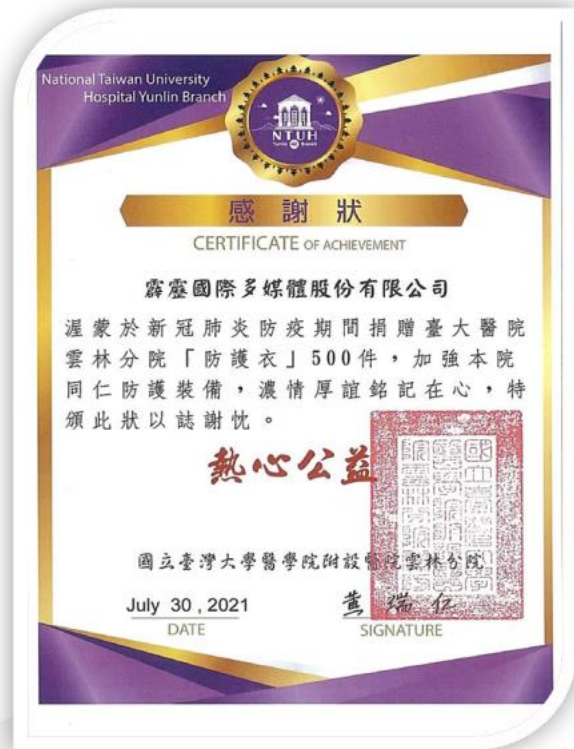 National Taiwan University
Hospital Yunlin Branch
NTUH
Yunlin Branch
感謝狀
CERTIFICATE OF ACHIEVEMENT
霹靂國際多媒體股份有限公司
渥蒙於新冠肺炎防疫期間捐贈臺大醫院
雲林分院「防護衣」500件,加強本院
同仁防護裝備,濃情厚誼銘記在心,特
頒此狀以誌謝忱。
熱心公益
國立臺灣大學醫學院附設醫院雲林分院
July 30 , 2021
黃瑞仁
DATE
SIGNATURE